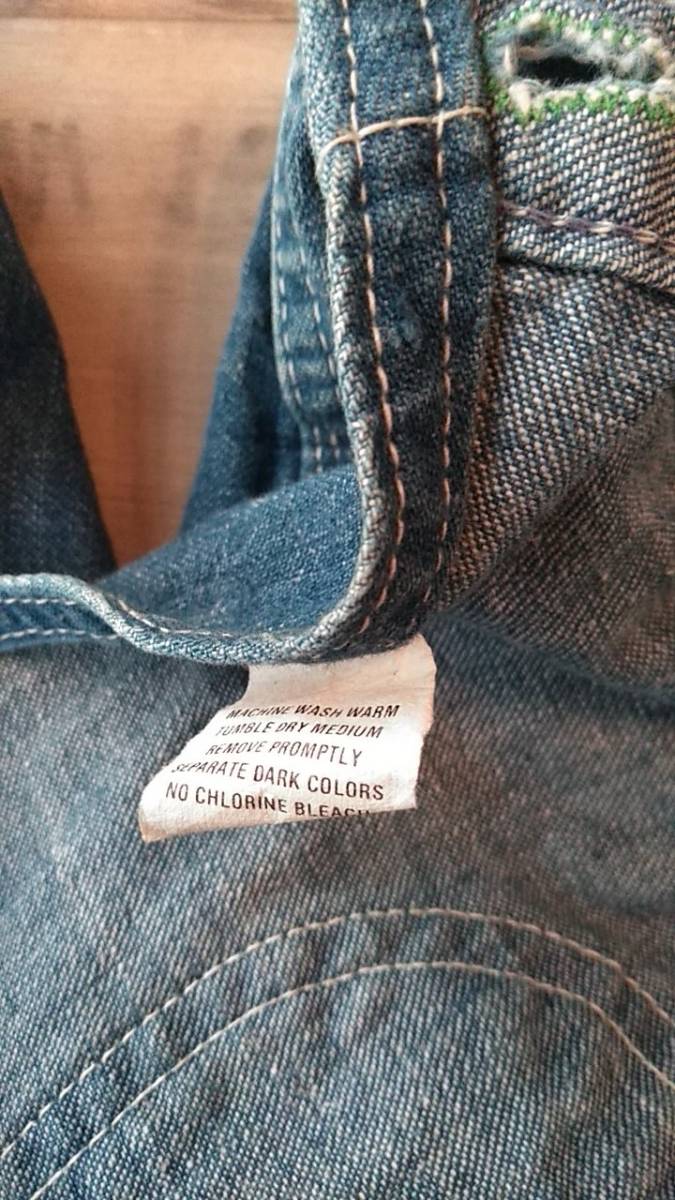 MACHINE WASH WARM
TUMBLE DRY MEDIUM
REMOVE PROMPTLY
SEPARATE DARK COLORS
NO CHLORINE BLEACH